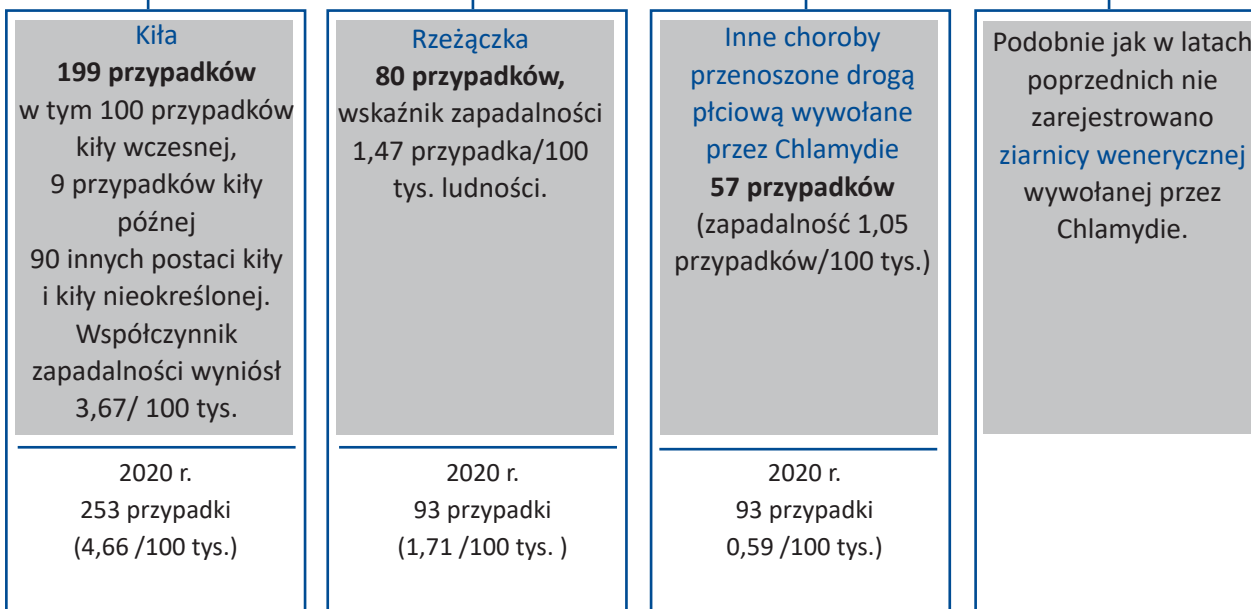 Kiła
199 przypadków
w tym 100 przypadków
kiły wczesnej,
9 przypadków kiły
późnej
90 innych postaci kiły
i kiły nieokreślonej.
Współczynnik
zapadalności wyniósł
3,67/ 100 tys.
2020 r.
253 przypadki
(4,66 /100 tys.)
Rzeżączka
80 przypadków,
wskaźnik zapadalności
1,47 przypadka/100
tys. ludności.
2020 r.
93 przypadki
(1,71 /100 tys. )
Inne choroby
przenoszone drogą
płciową wywołane
przez Chlamydie
57 przypadków
(zapadalność 1,05
przypadków/100 tys.)
2020 r.
93 przypadki
0,59 /100 tys.)
Podobnie jak w latach
poprzednich nie
zarejestrowano
ziarnicy wenerycznej
wywołanej przez
Chlamydie.